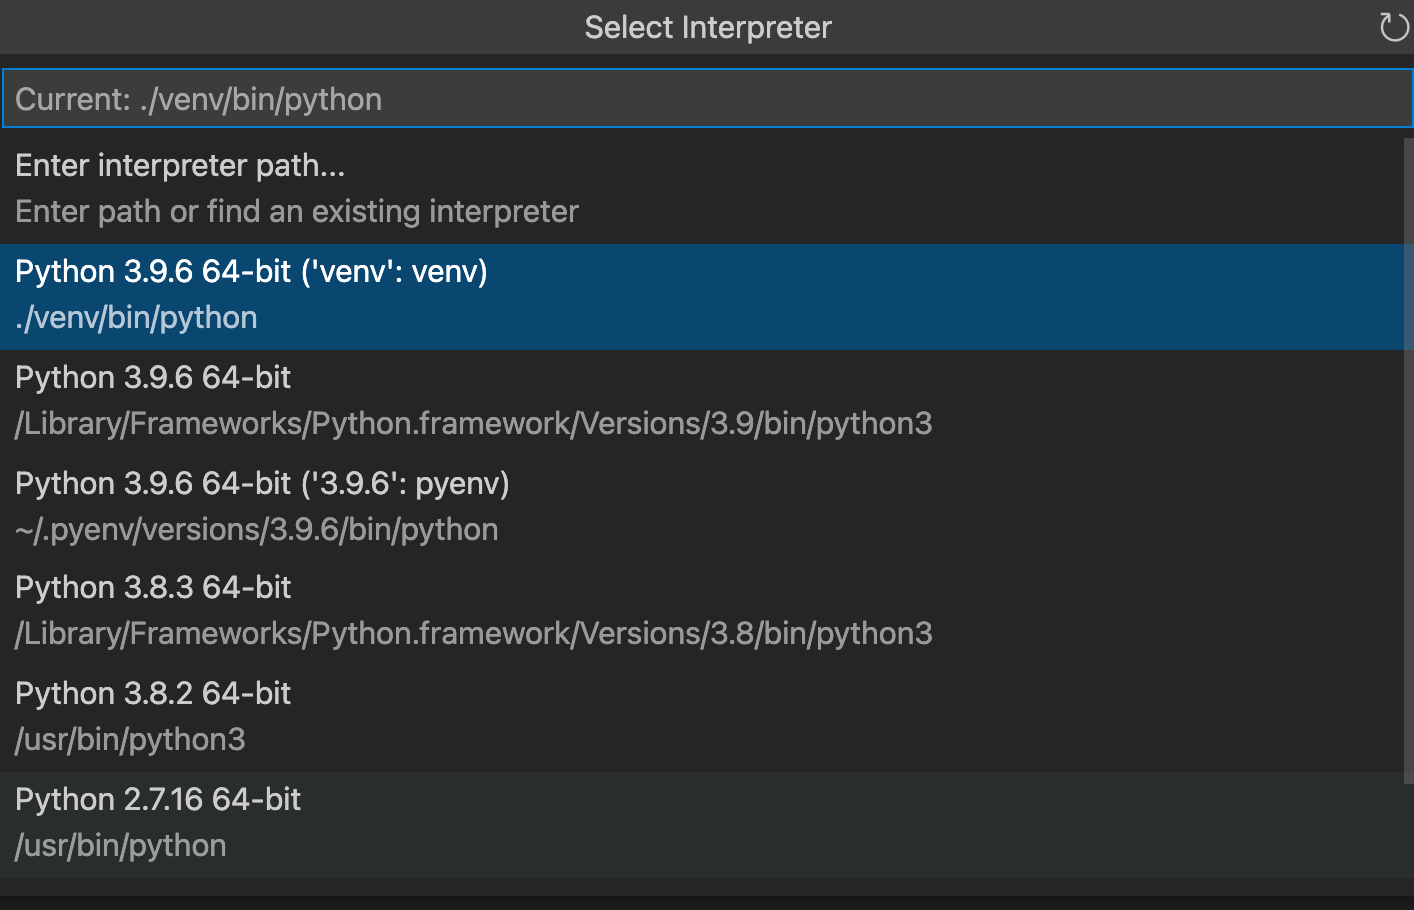 Select Interpreter
Current: ./venv/bin/python
Enter interpreter path...
Enter path or find an existing interpreter
Python 3.9.6 64-bit ('venv': venv)
./venv/bin/python
Python 3.9.6 64-bit
/Library/Frameworks/Python.framework/Versions/3.9/bin/python3
Python 3.9.6 64-bit ('3.9.6': pyenv)
~/.pyenv/versions/3.9.6/bin/python
Python 3.8.3 64-bit
/Library/Frameworks/Python.framework/Versions/3.8/bin/python3
Python 3.8.2 64-bit
/usr/bin/python3
Python 2.7.16 64-bit
/usr/bin/python